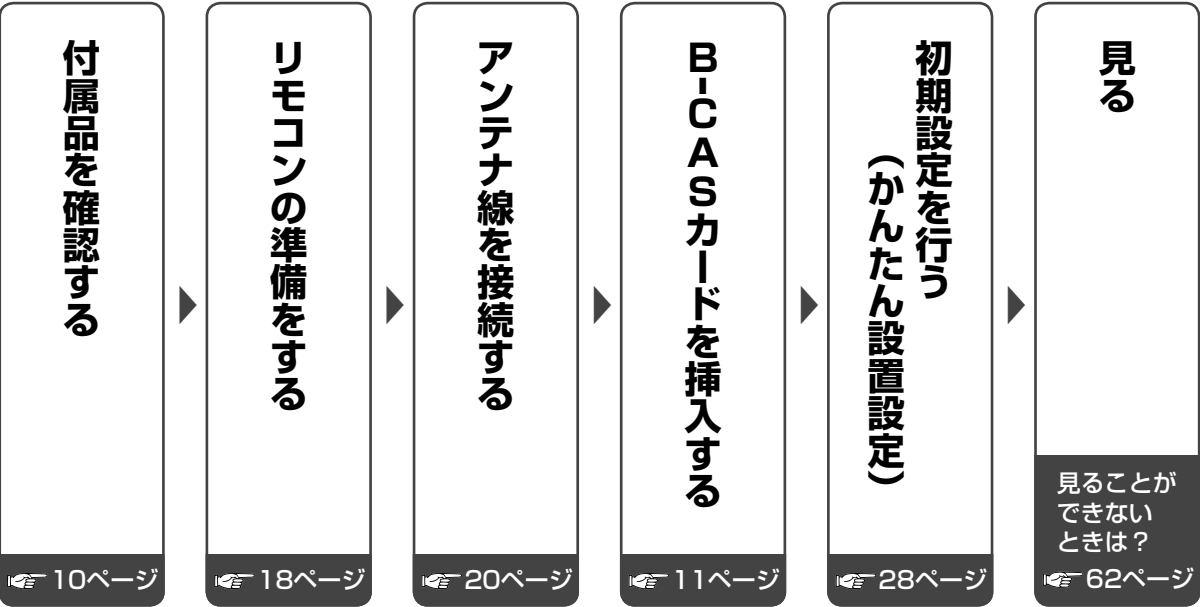 付属品を確認する
10ページ
リモコンの準備をする
18ページ
アンテナ線を接続する
20ページ
B-CASカードを挿入する
11ページ
初期設定を行う
（かんたん設置設定）
28ページ
見る
見ることが
できない
ときは？
62ページ